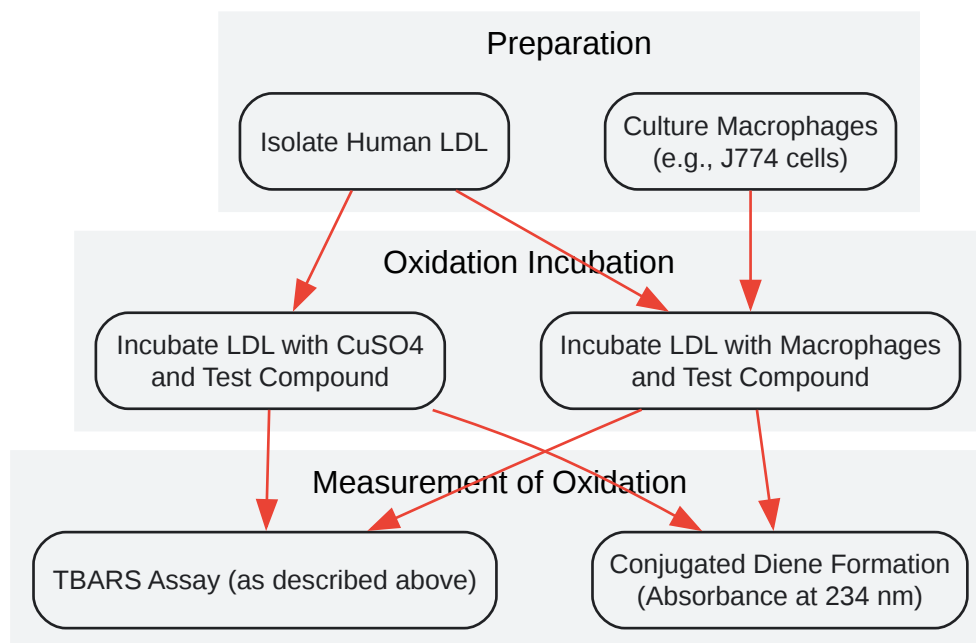 Preparation
Isolate Human LDL
Culture Macrophages
(e.g., J774 cells)
Oxidation Incubation
Incubate LDL with CuSO4
and Test Compound
Incubate LDL with Macrophages
and Test Compound
Measurement of Oxidation
TBARS Assay (as described above)
Conjugated Diene Formation
(Absorbance at 234 nm)